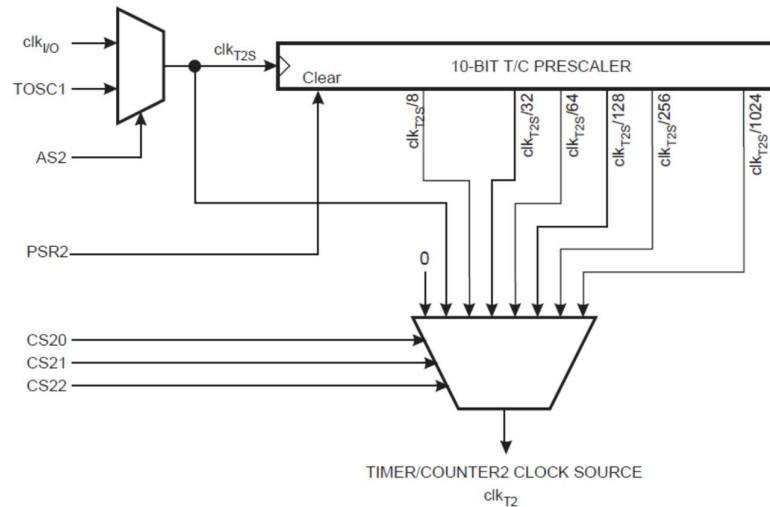 clkI/O
clkT2S
10-BIT T/C PRESCALER
TOSC1
Clear
clkT2S/8
clkT2S/32
clkT2S/64
clkT2S/128
clkT2S/256
clkT2S/1024
AS2
PSR2
0
CS20
CS21
CS22
TIMER/COUNTER2 CLOCK SOURCE
clkT2